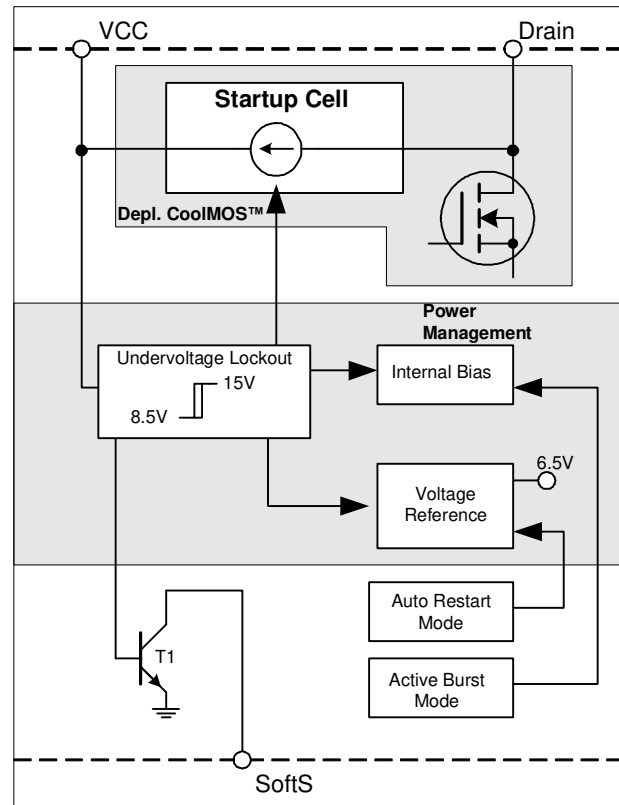 VCC
Drain
Startup Cell
Depl. CoolMOS™
Power
Management
Undervoltage Lockout
15V
8.5V
Internal Bias
6.5V
Voltage
Reference
Auto Restart
Mode
T1
Active Burst
Mode
SoftS